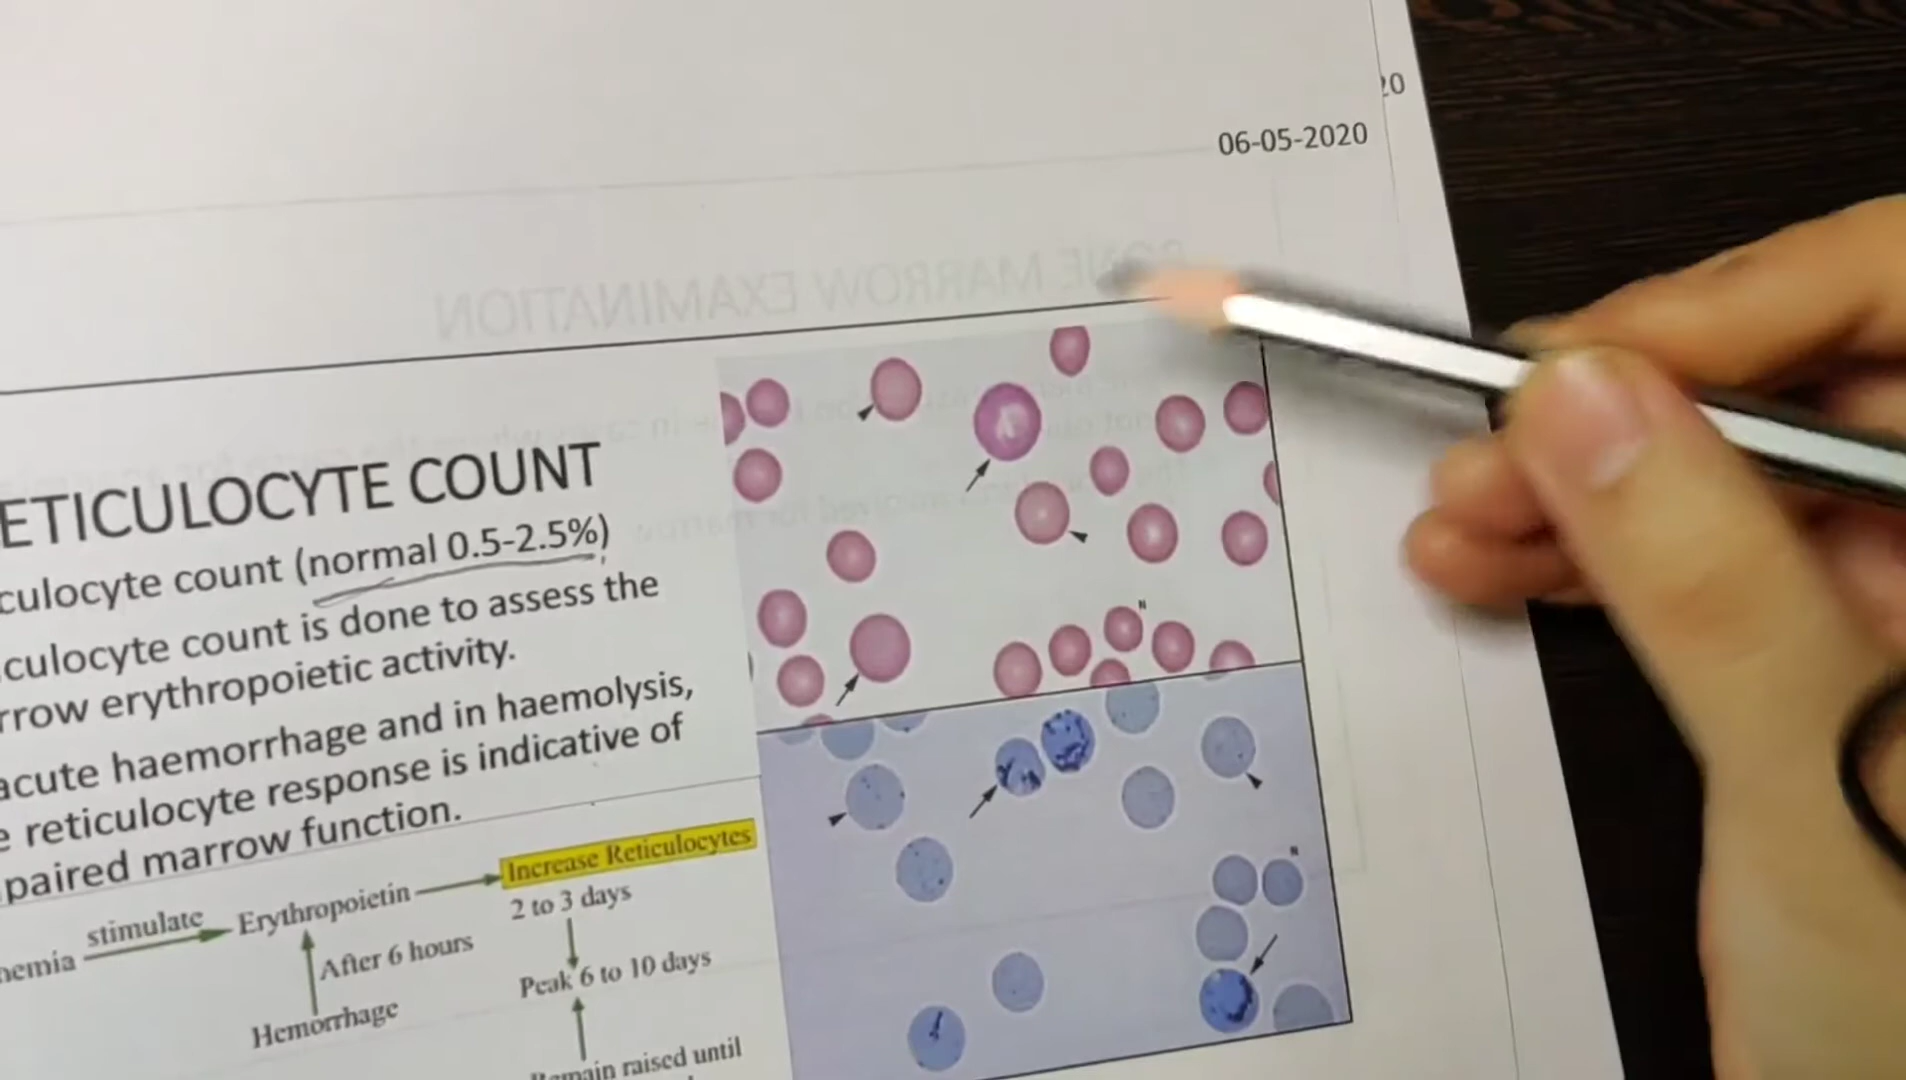 20
06-05-2020
BONE MARROW EXAMINATION
ETICULOCYTE COUNT
culocyte count (normal 0.5-2.5%)
culocyte count is done to assess the
rrow erythropoietic activity.
acute haemorrhage and in haemolysis,
e reticulocyte response is indicative of
paired marrow function.
Increase Reticulocytes
stimulate
Erythropoietin
2 to 3 days
nemia
After 6 hours
Peak 6 to 10 days
Hemorrhage
Remain raised until
N
N